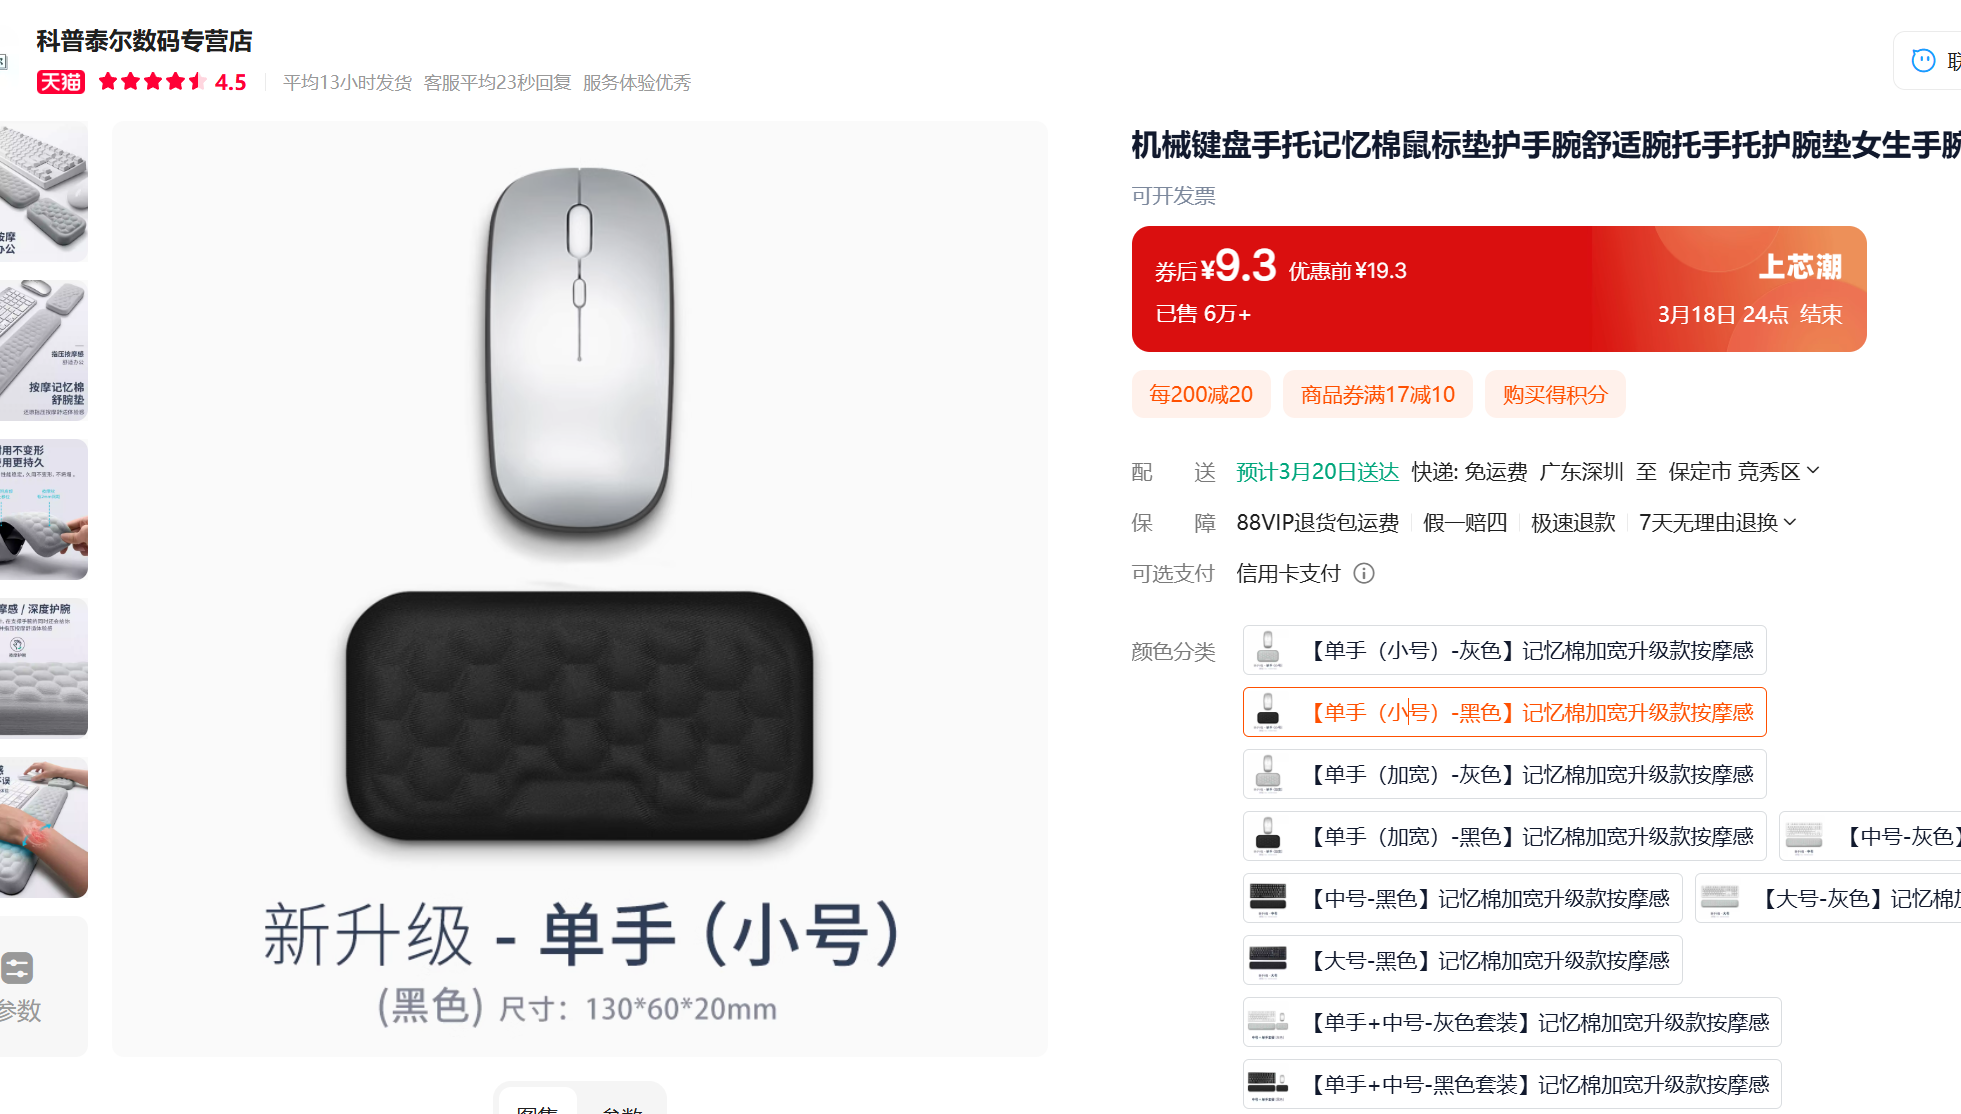 科普泰尔数码专营店
天猫 4.5 平均13小时发货 客服平均23秒回复 服务体验优秀
联
按摩
办公
指压按摩感
舒适办公
按摩记忆棉
舒腕垫
耐用不变形
使用更持久
摩感 / 深度护腕
参数
新升级 - 单手（小号）
(黑色) 尺寸：130*60*20mm
图集 参数
机械键盘手托记忆棉鼠标垫护手腕舒适腕托手托护腕垫女生手腕
可开发票
券后 ¥9.3 优惠前 ¥19.3
上芯潮
已售 6万+
3月18日 24点 结束
每200减20 商品券满17减10 购买得积分
配送 预计3月20日送达 快递: 免运费 广东深圳 至 保定市 竞秀区
保障 88VIP退货包运费 假一赔四 极速退款 7天无理由退换
可选支付 信用卡支付
颜色分类
【单手（小号）-灰色】记忆棉加宽升级款按摩感
【单手（小号）-黑色】记忆棉加宽升级款按摩感
【单手（加宽）-灰色】记忆棉加宽升级款按摩感
【单手（加宽）-黑色】记忆棉加宽升级款按摩感 【中号-灰色】
【中号-黑色】记忆棉加宽升级款按摩感 【大号-灰色】记忆棉加
【大号-黑色】记忆棉加宽升级款按摩感
【单手+中号-灰色套装】记忆棉加宽升级款按摩感
【单手+中号-黑色套装】记忆棉加宽升级款按摩感